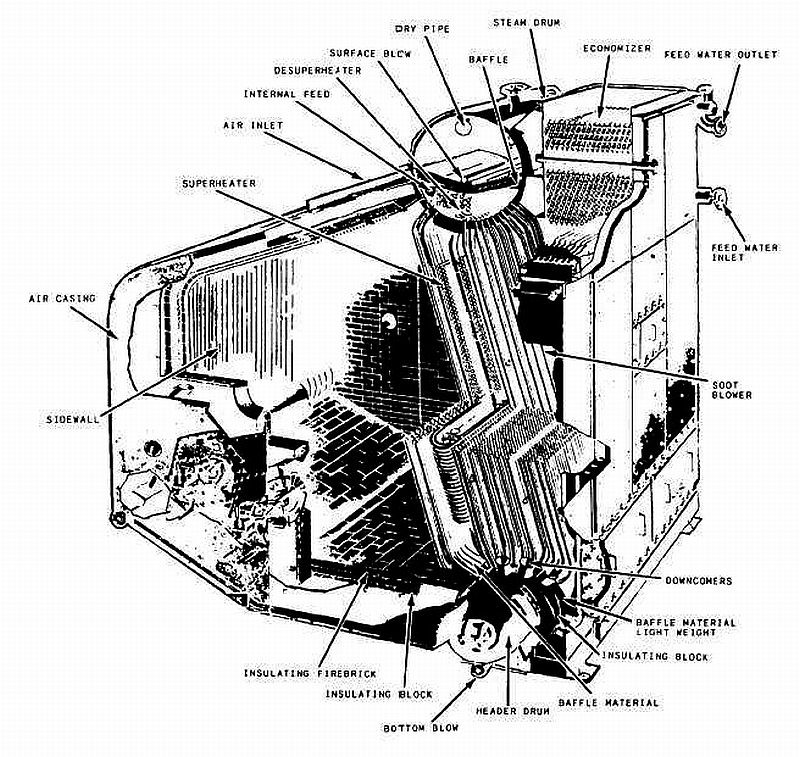 STEAM DRUM
DRY PIPE
ECONOMIZER
SURFACE BLOW
BAFFLE
FEED WATER OUTLET
DESUPERHEATER
INTERNAL FEED
AIR INLET
SUPERHEATER
FEED WATER
INLET
AIR CASING
SOOT
BLOWER
SIDEWALL
DOWNCOMERS
BAFFLE MATERIAL
LIGHT WEIGHT
INSULATING BLOCK
INSULATING FIREBRICK
INSULATING BLOCK
BAFFLE MATERIAL
HEADER DRUM
BOTTOM BLOW